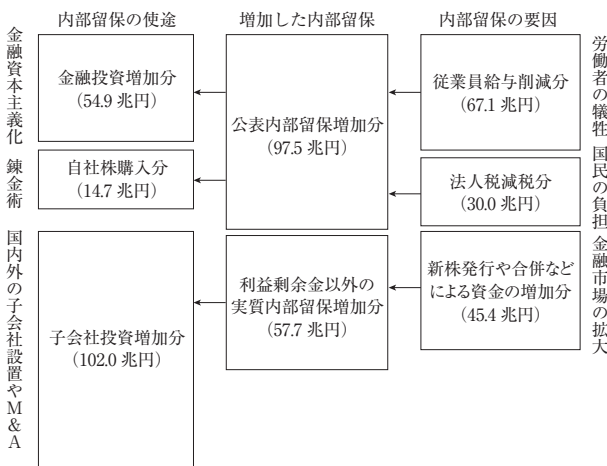 内部留保の使途
増加した内部留保
内部留保の要因
金融資本主義化
錬金術
国内外の子会社設置やM&A
金融投資増加分
（54.9 兆円）
自社株購入分
（14.7 兆円）
子会社投資増加分
（102.0 兆円）
公表内部留保増加分
（97.5 兆円）
利益剰余金以外の
実質内部留保増加分
（57.7 兆円）
従業員給与削減分
（67.1 兆円）
法人税減税分
（30.0 兆円）
新株発行や合併など
による資金の増加分
（45.4 兆円）
労働者の犠牲
国民の負担
金融市場の拡大